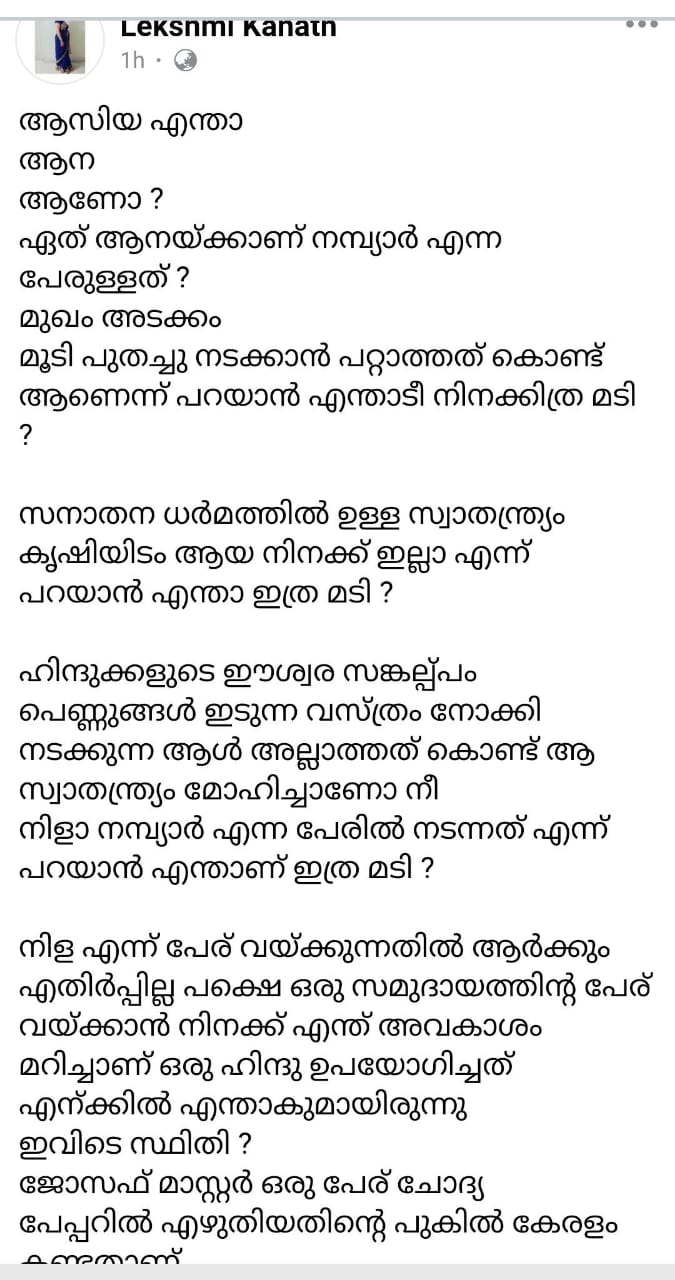 Lekshmi Kanath
1h ·
ആസിയ എന്താ
ആന
ആണോ ?
ഏത് ആനയ്ക്കാണ് നമ്പ്യാർ എന്ന
പേരുള്ളത് ?
മുഖം അടക്കം
മൂടി പുതച്ചു നടക്കാൻ പറ്റാത്തത് കൊണ്ട്
ആണെന്ന് പറയാൻ എന്താടീ നിനക്കിത്ര മടി
?
സനാതന ധർമത്തിൽ ഉള്ള സ്വാതന്ത്ര്യം
കൃഷിയിടം ആയ നിനക്ക് ഇല്ലാ എന്ന്
പറയാൻ എന്താ ഇത്ര മടി ?
ഹിന്ദുക്കളുടെ ഈശ്വര സങ്കല്പ്പം
പെണ്ണുങ്ങൾ ഇടുന്ന വസ്ത്രം നോക്കി
നടക്കുന്ന ആൾ അല്ലാത്തത് കൊണ്ട് ആ
സ്വാതന്ത്ര്യം മോഹിച്ചാണോ നീ
നിളാ നമ്പ്യാർ എന്ന പേരിൽ നടന്നത് എന്ന്
പറയാൻ എന്താണ് ഇത്ര മടി ?
നിള എന്ന് പേര് വയ്ക്കുന്നതിൽ ആർക്കും
എതിർപ്പില്ല പക്ഷെ ഒരു സമുദായത്തിന്റ പേര്
വയ്ക്കാൻ നിനക്ക് എന്ത് അവകാശം
മറിച്ചാണ് ഒരു ഹിന്ദു ഉപയോഗിച്ചത്
എന്ക്കിൽ എന്താകുമായിരുന്നു
ഇവിടെ സ്ഥിതി ?
ജോസഫ് മാസ്റ്റർ ഒരു പേര് ചോദ്യ
പേപ്പറിൽ എഴുതിയതിന്റെ പുകിൽ കേരളം
കണ്ടതാണ്